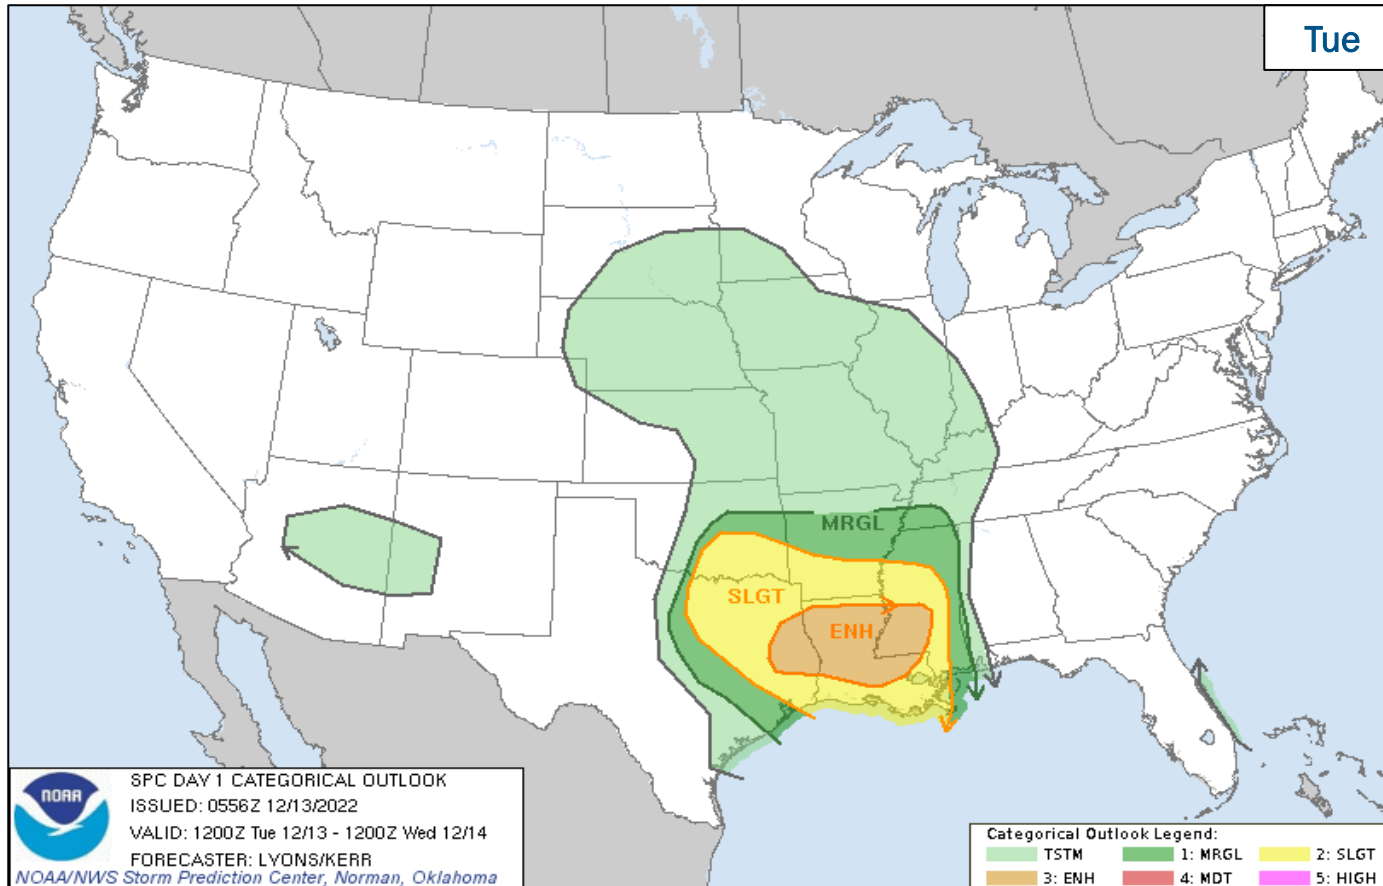 Tue
MRGL
SLGT
ENH
NOAA
SPC DAY 1 CATEGORICAL OUTLOOK
ISSUED: 0556Z 12/13/2022
VALID: 1200Z Tue 12/13 - 1200Z Wed 12/14
FORECASTER: LYONS/KERR
NOAA/NWS Storm Prediction Center, Norman, Oklahoma
Categorical Outlook Legend:
TSTM 1: MRGL 2: SLGT
3: ENH 4: MDT 5: HIGH